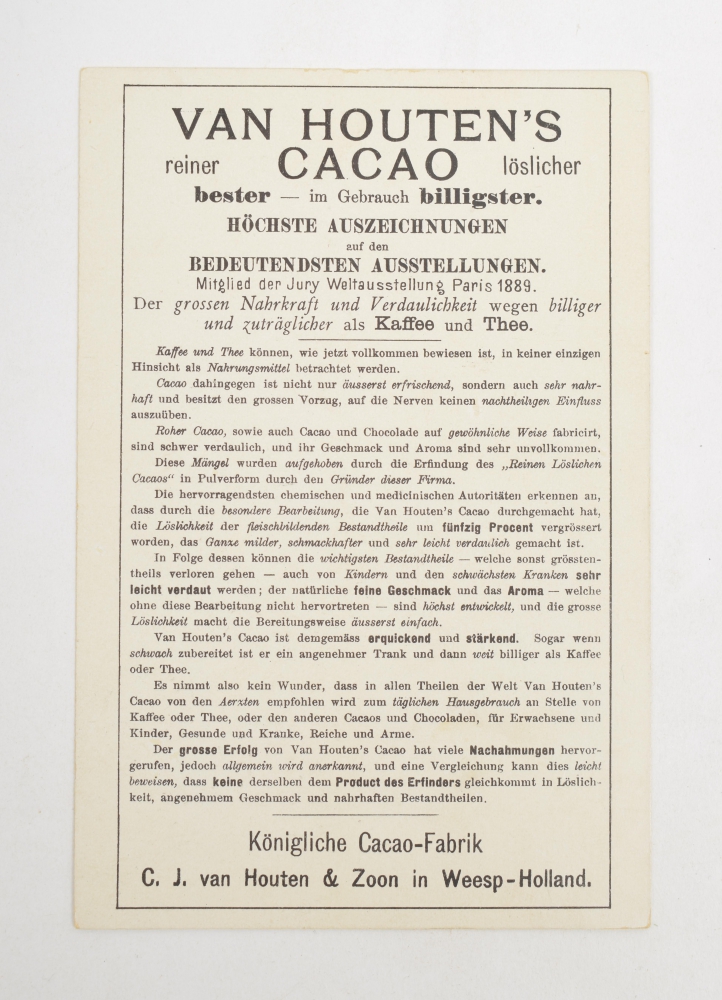 VAN HOUTEN'S
reiner CACAO löslicher
bester — im Gebrauch billigster.
HÖCHSTE AUSZEICHNUNGEN
auf den
BEDEUTENDSTEN AUSSTELLUNGEN.
Mitglied der Jury Weltausstellung Paris 1889.
Der grossen Nahrkraft und Verdaulichkeit wegen billiger
und zuträglicher als Kaffee und Thee.
Kaffee und Thee können, wie jetzt vollkommen bewiesen ist, in keiner einzigen
Hinsicht als Nahrungsmittel betrachtet werden.
Cacao dahingegen ist nicht nur äusserst erfrischend, sondern auch sehr nahr-
haft und besitzt den grossen Vorzug, auf die Nerven keinen nachtheiligen Einfluss
auszuüben.
Roher Cacao, sowie auch Cacao und Chocolade auf gewöhnliche Weise fabricirt,
sind schwer verdaulich, und ihr Geschmack und Aroma sind sehr unvollkommen.
Diese Mängel wurden aufgehoben durch die Erfindung des „Reinen Löslichen
Cacaos" in Pulverform durch den Gründer dieser Firma.
Die hervorragendsten chemischen und medicinischen Autoritäten erkennen an,
dass durch die besondere Bearbeitung, die Van Houten's Cacao durchgemacht hat,
die Löslichkeit der fleischbildenden Bestandtheile um fünfzig Procent vergrössert
worden, das Ganze milder, schmackhafter und sehr leicht verdaulich gemacht ist.
In Folge dessen können die wichtigsten Bestandtheile — welche sonst grössten-
theils verloren gehen — auch von Kindern und den schwächsten Kranken sehr
leicht verdaut werden; der natürliche feine Geschmack und das Aroma — welche
ohne diese Bearbeitung nicht hervortreten — sind höchst entwickelt, und die grosse
Löslichkeit macht die Bereitungsweise äusserst einfach.
Van Houten's Cacao ist demgemäss erquickend und stärkend. Sogar wenn
schwach zubereitet ist er ein angenehmer Trank und dann weit billiger als Kaffee
oder Thee.
Es nimmt also kein Wunder, dass in allen Theilen der Welt Van Houten's
Cacao von den Aerzten empfohlen wird zum täglichen Hausgebrauch an Stelle von
Kaffee oder Thee, oder den anderen Cacaos und Chocoladen, für Erwachsene und
Kinder, Gesunde und Kranke, Reiche und Arme.
Der grosse Erfolg von Van Houten's Cacao hat viele Nachahmungen hervor-
gerufen, jedoch allgemein wird anerkannt, und eine Vergleichung kann dies leicht
beweisen, dass keine derselben dem Product des Erfinders gleichkommt in Löslich-
keit, angenehmem Geschmack und nahrhaften Bestandtheilen.
Königliche Cacao-Fabrik
C. J. van Houten & Zoon in Weesp-Holland.